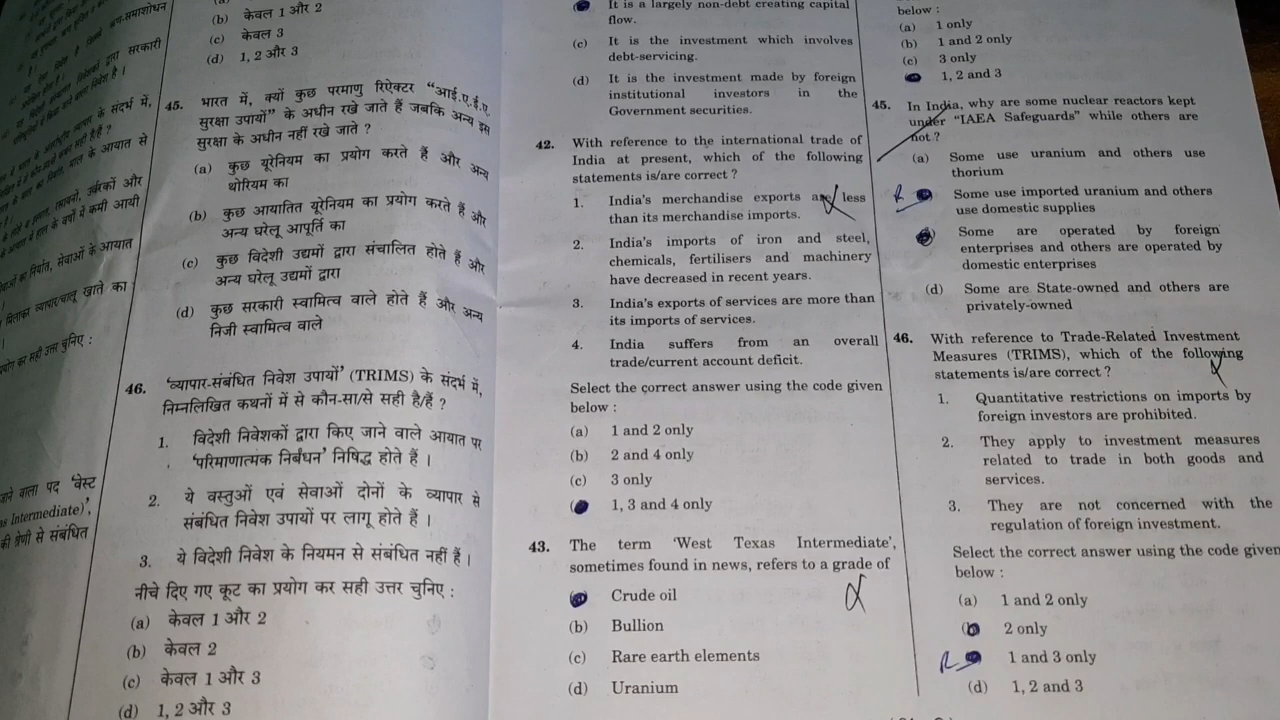 (b) केवल 1 और 2
(c) केवल 3
(d) 1, 2 और 3
45. भारत में, क्यों कुछ परमाणु रिऐक्टर "आई.ए.ई.ए.
सुरक्षा उपायों" के अधीन रखे जाते हैं जबकि अन्य इस
सुरक्षा के अधीन नहीं रखे जाते ?
(a) कुछ यूरेनियम का प्रयोग करते हैं और अन्य
थोरियम का
(b) कुछ आयातित यूरेनियम का प्रयोग करते हैं और
अन्य घरेलू आपूर्ति का
(c) कुछ विदेशी उद्यमों द्वारा संचालित होते हैं और
अन्य घरेलू उद्यमों द्वारा
(d) कुछ सरकारी स्वामित्व वाले होते हैं और अन्य
निजी स्वामित्व वाले
46. 'व्यापार-संबंधित निवेश उपायों' (TRIMS) के संदर्भ में,
निम्नलिखित कथनों में से कौन-सा/से सही है/हैं ?
1. विदेशी निवेशकों द्वारा किए जाने वाले आयात पर
'परिमाणात्मक निर्बंधन' निषिद्ध होते हैं ।
2. ये वस्तुओं एवं सेवाओं दोनों के व्यापार से
संबंधित निवेश उपायों पर लागू होते हैं ।
3. ये विदेशी निवेश के नियमन से संबंधित नहीं हैं ।
नीचे दिए गए कूट का प्रयोग कर सही उत्तर चुनिए :
(a) केवल 1 और 2
(b) केवल 2
(c) केवल 1 और 3
(d) 1, 2 और 3
It is a largely non-debt creating capital
flow.
(c) It is the investment which involves
debt-servicing.
(d) It is the investment made by foreign
institutional investors in the
Government securities.
42. With reference to the international trade of
India at present, which of the following
statements is/are correct ?
1. India's merchandise exports are less
than its merchandise imports.
2. India's imports of iron and steel,
chemicals, fertilisers and machinery
have decreased in recent years.
3. India's exports of services are more than
its imports of services.
4. India suffers from an overall
trade/current account deficit.
Select the correct answer using the code given
below :
(a) 1 and 2 only
(b) 2 and 4 only
(c) 3 only
1, 3 and 4 only
43. The term 'West Texas Intermediate',
sometimes found in news, refers to a grade of
Crude oil
(b) Bullion
(c) Rare earth elements
(d) Uranium
below :
(a) 1 only
(b) 1 and 2 only
(c) 3 only
1, 2 and 3
45. In India, why are some nuclear reactors kept
under "IAEA Safeguards" while others are
not ?
(a) Some use uranium and others use
thorium
R Some use imported uranium and others
use domestic supplies
Some are operated by foreign
enterprises and others are operated by
domestic enterprises
(d) Some are State-owned and others are
privately-owned
46. With reference to Trade-Related Investment
Measures (TRIMS), which of the following
statements is/are correct ?
1. Quantitative restrictions on imports by
foreign investors are prohibited.
2. They apply to investment measures
related to trade in both goods and
services.
3. They are not concerned with the
regulation of foreign investment.
Select the correct answer using the code given
below :
(a) 1 and 2 only
(b 2 only
R 1 and 3 only
(d) 1, 2 and 3